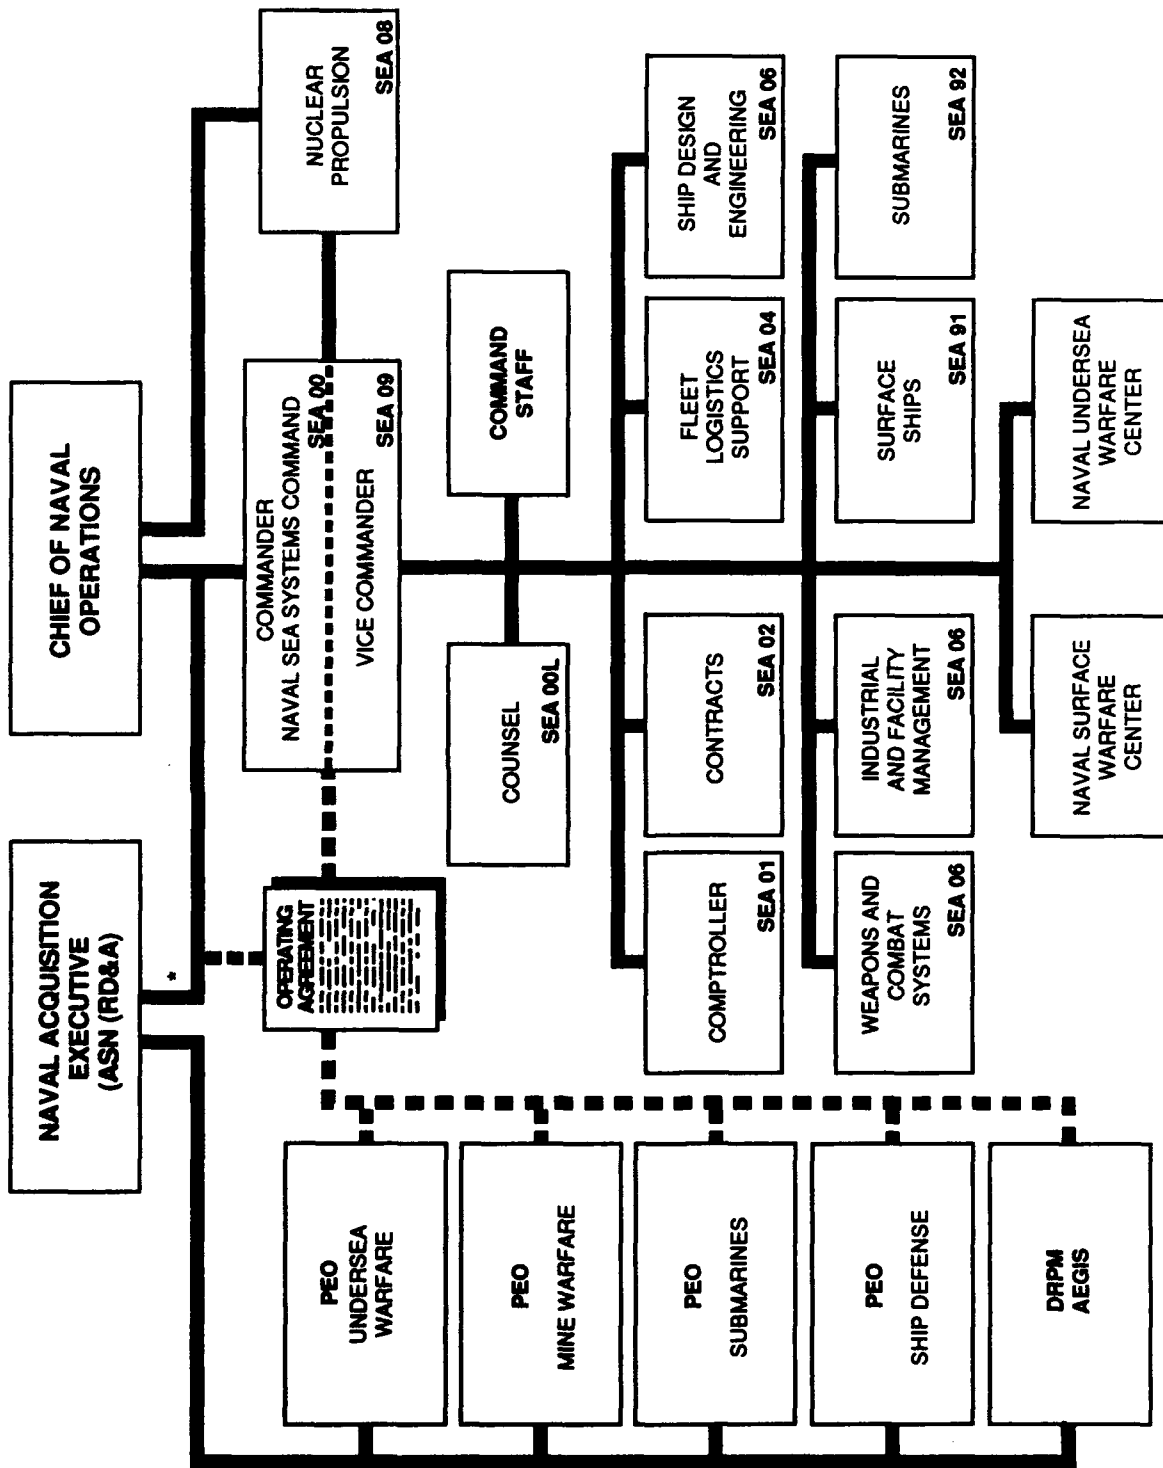 NAVAL ACQUISITION
EXECUTIVE
(ASN (RD&A)
*
CHIEF OF NAVAL
OPERATIONS
OPERATING
AGREEMENT
COMMANDER
NAVAL SEA SYSTEMS COMMAND
SEA 00
VICE COMMANDER
SEA 09
NUCLEAR
PROPULSION
SEA 08
COUNSEL
SEA 00L
COMMAND
STAFF
PEO
UNDERSEA
WARFARE
PEO
MINE WARFARE
PEO
SUBMARINES
PEO
SHIP DEFENSE
DRPM
AEGIS
COMPTROLLER
SEA 01
CONTRACTS
SEA 02
FLEET
LOGISTICS
SUPPORT
SEA 04
SHIP DESIGN
AND
ENGINEERING
SEA 06
WEAPONS AND
COMBAT
SYSTEMS
SEA 06
INDUSTRIAL
AND FACILITY
MANAGEMENT
SEA 06
SURFACE
SHIPS
SEA 91
SUBMARINES
SEA 92
NAVAL SURFACE
WARFARE
CENTER
NAVAL UNDERSEA
WARFARE
CENTER